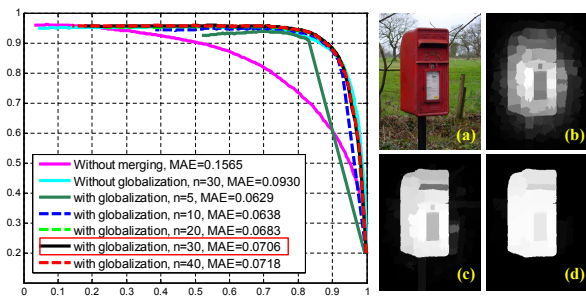 1
0.9
0.8
0.7
0.6
0.5
0.4
0.3
0.2
0 0.1 0.2 0.3 0.4 0.5 0.6 0.7 0.8 0.9 1
Without merging, MAE=0.1565
Without globalization, n=30, MAE=0.0930
with globalization, n=5, MAE=0.0629
with globalization, n=10, MAE=0.0638
with globalization, n=20, MAE=0.0683
with globalization, n=30, MAE=0.0706
with globalization, n=40, MAE=0.0718
(a)
(b)
(c)
(d)